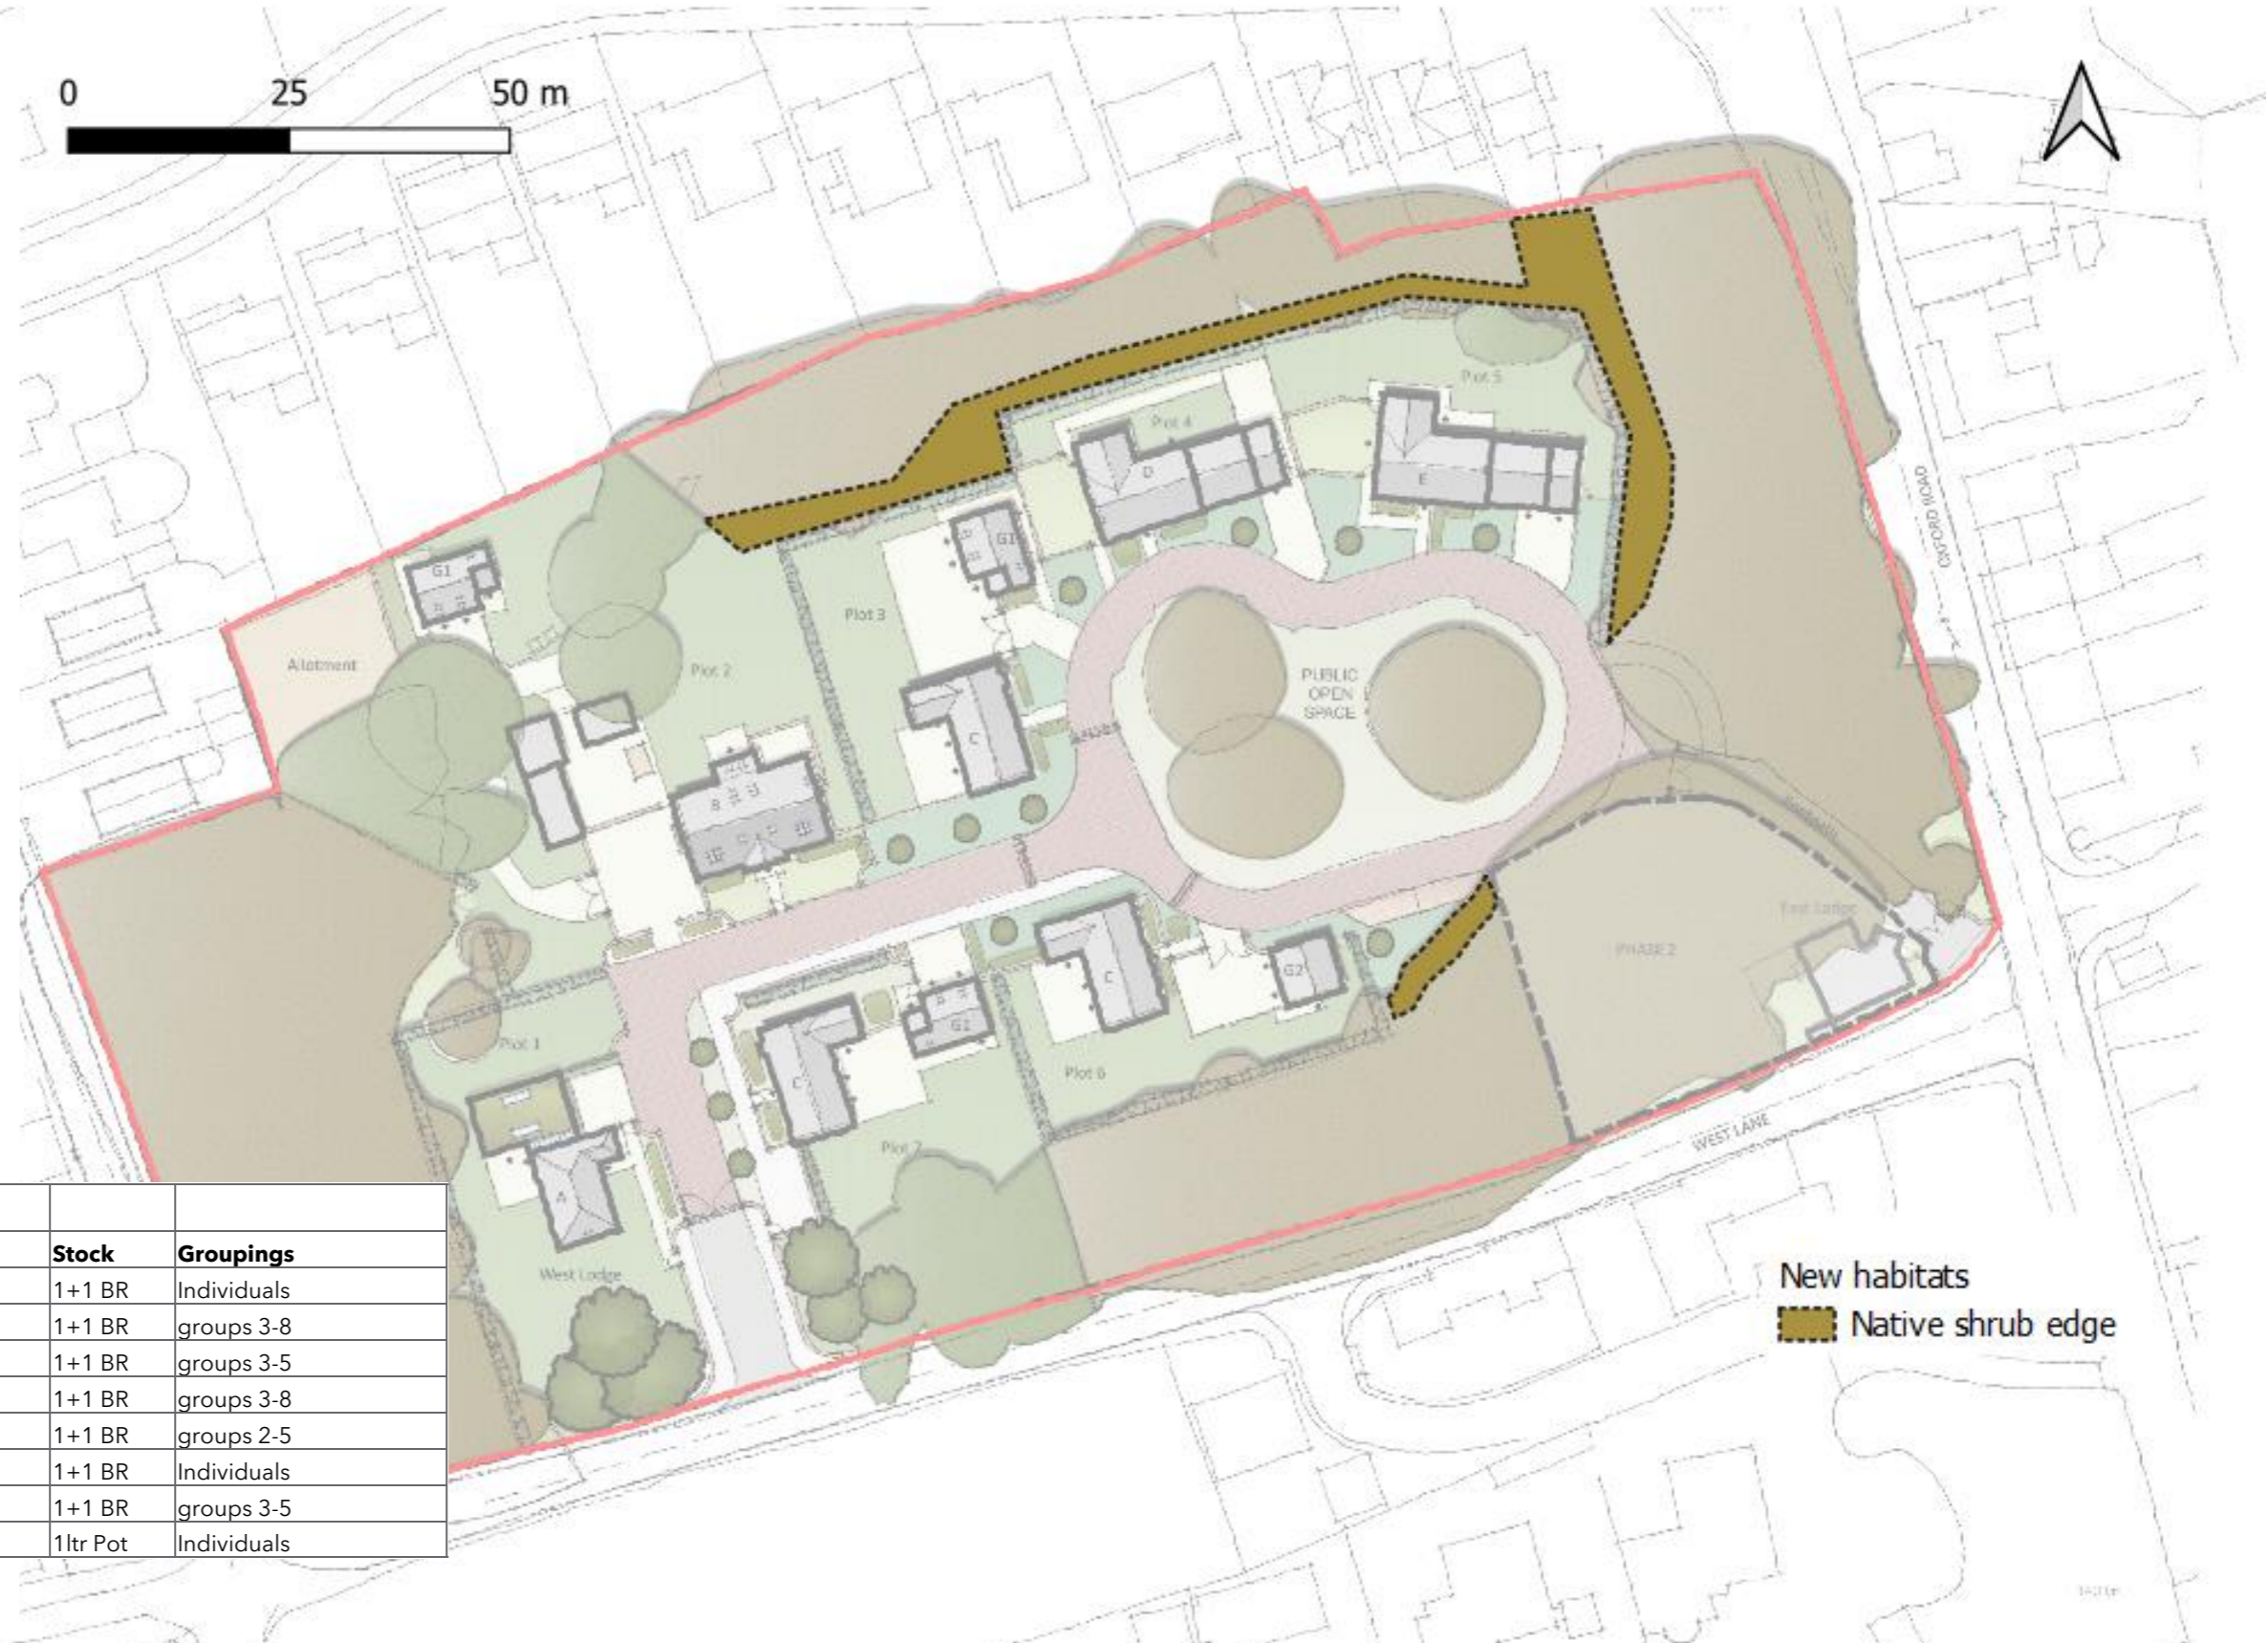 0 25 50 m
OXFORD ROAD
Plot 5
Plot 4
D
E
G1
G1
Plot 3
Allotment
Plot 2
PUBLIC
OPEN
SPACE
C
B
East Lodge
PHASE 2
C
G2
G2
Plot 1
C
Plot 6
WEST LANE
Plot 7
A
West Lodge
Stock Groupings
1+1 BR Individuals
1+1 BR groups 3-8
1+1 BR groups 3-5
1+1 BR groups 3-8
1+1 BR groups 2-5
1+1 BR Individuals
1+1 BR groups 3-5
1ltr Pot Individuals
New habitats
Native shrub edge